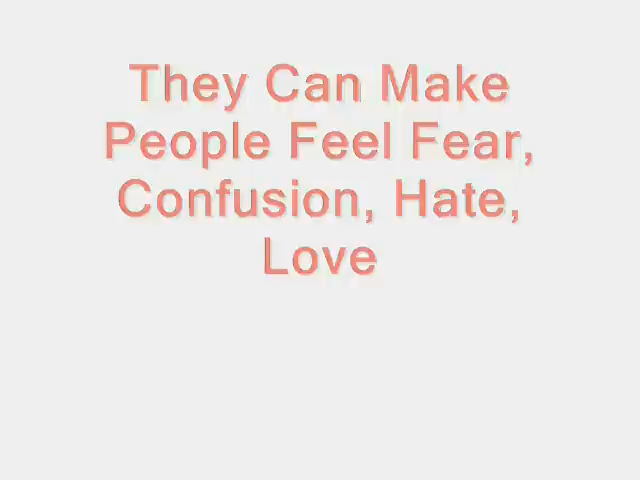 They Can Make
People Feel Fear,
Confusion, Hate,
Love